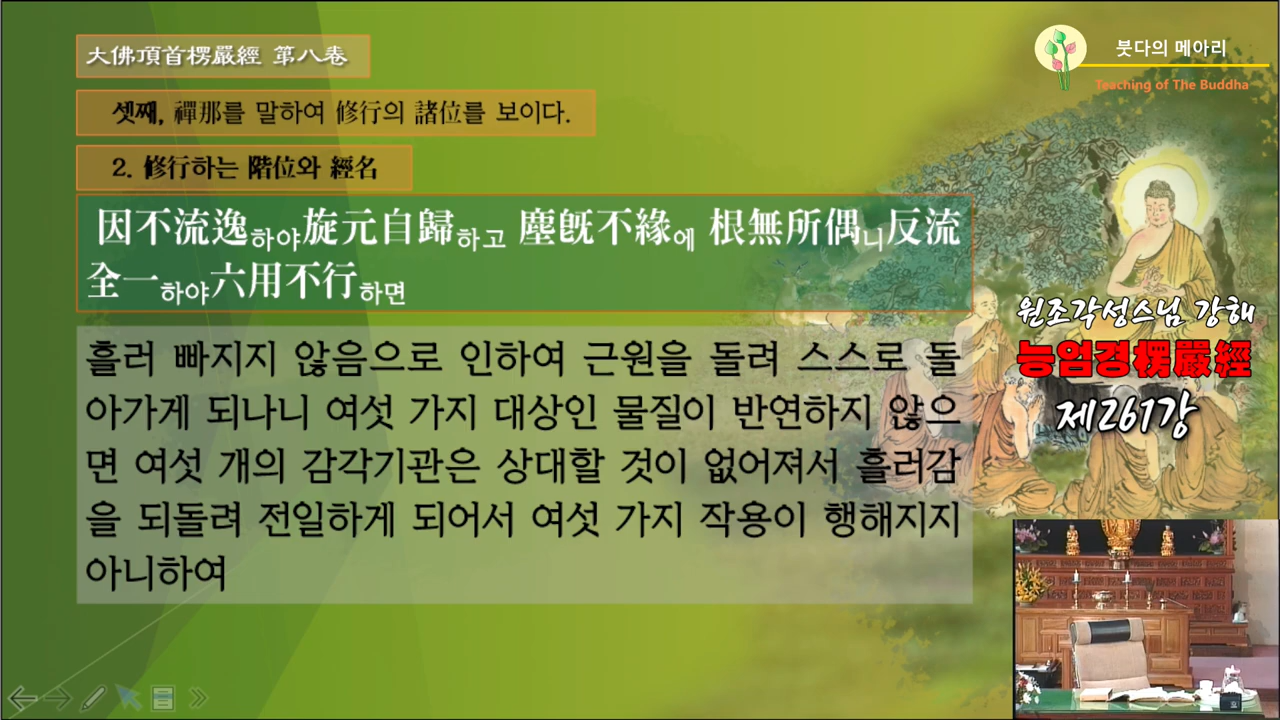 大佛頂首楞嚴經 第八卷
셋째, 禪那를 말하여 修行의 諸位를 보이다.
2. 修行하는 階位와 經名
因不流逸하야旋元自歸하고 塵旣不緣에 根無所偶니反流
全一하야六用不行하면
흘러 빠지지 않음으로 인하여 근원을 돌려 스스로 돌
아가게 되나니 여섯 가지 대상인 물질이 반연하지 않으
면 여섯 개의 감각기관은 상대할 것이 없어져서 흘러감
을 되돌려 전일하게 되어서 여섯 가지 작용이 행해지지
아니하여
붓다의 메아리
Teaching of The Buddha
원조각성스님 강해
능엄경楞嚴經
제261강